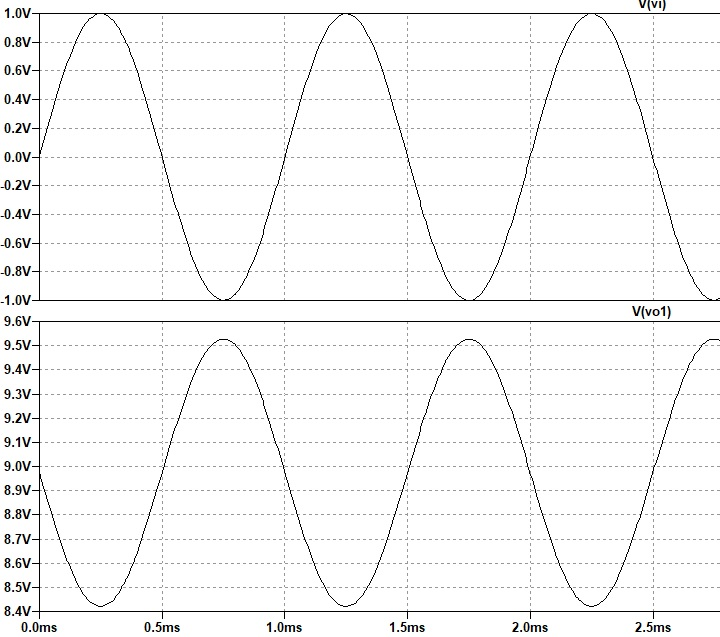 V(vi)
1.0V
0.8V
0.6V
0.4V
0.2V
0.0V
-0.2V
-0.4V
-0.6V
-0.8V
-1.0V
V(vo1)
9.6V
9.5V
9.4V
9.3V
9.2V
9.1V
9.0V
8.9V
8.8V
8.7V
8.6V
8.5V
8.4V
0.0ms 0.5ms 1.0ms 1.5ms 2.0ms 2.5ms